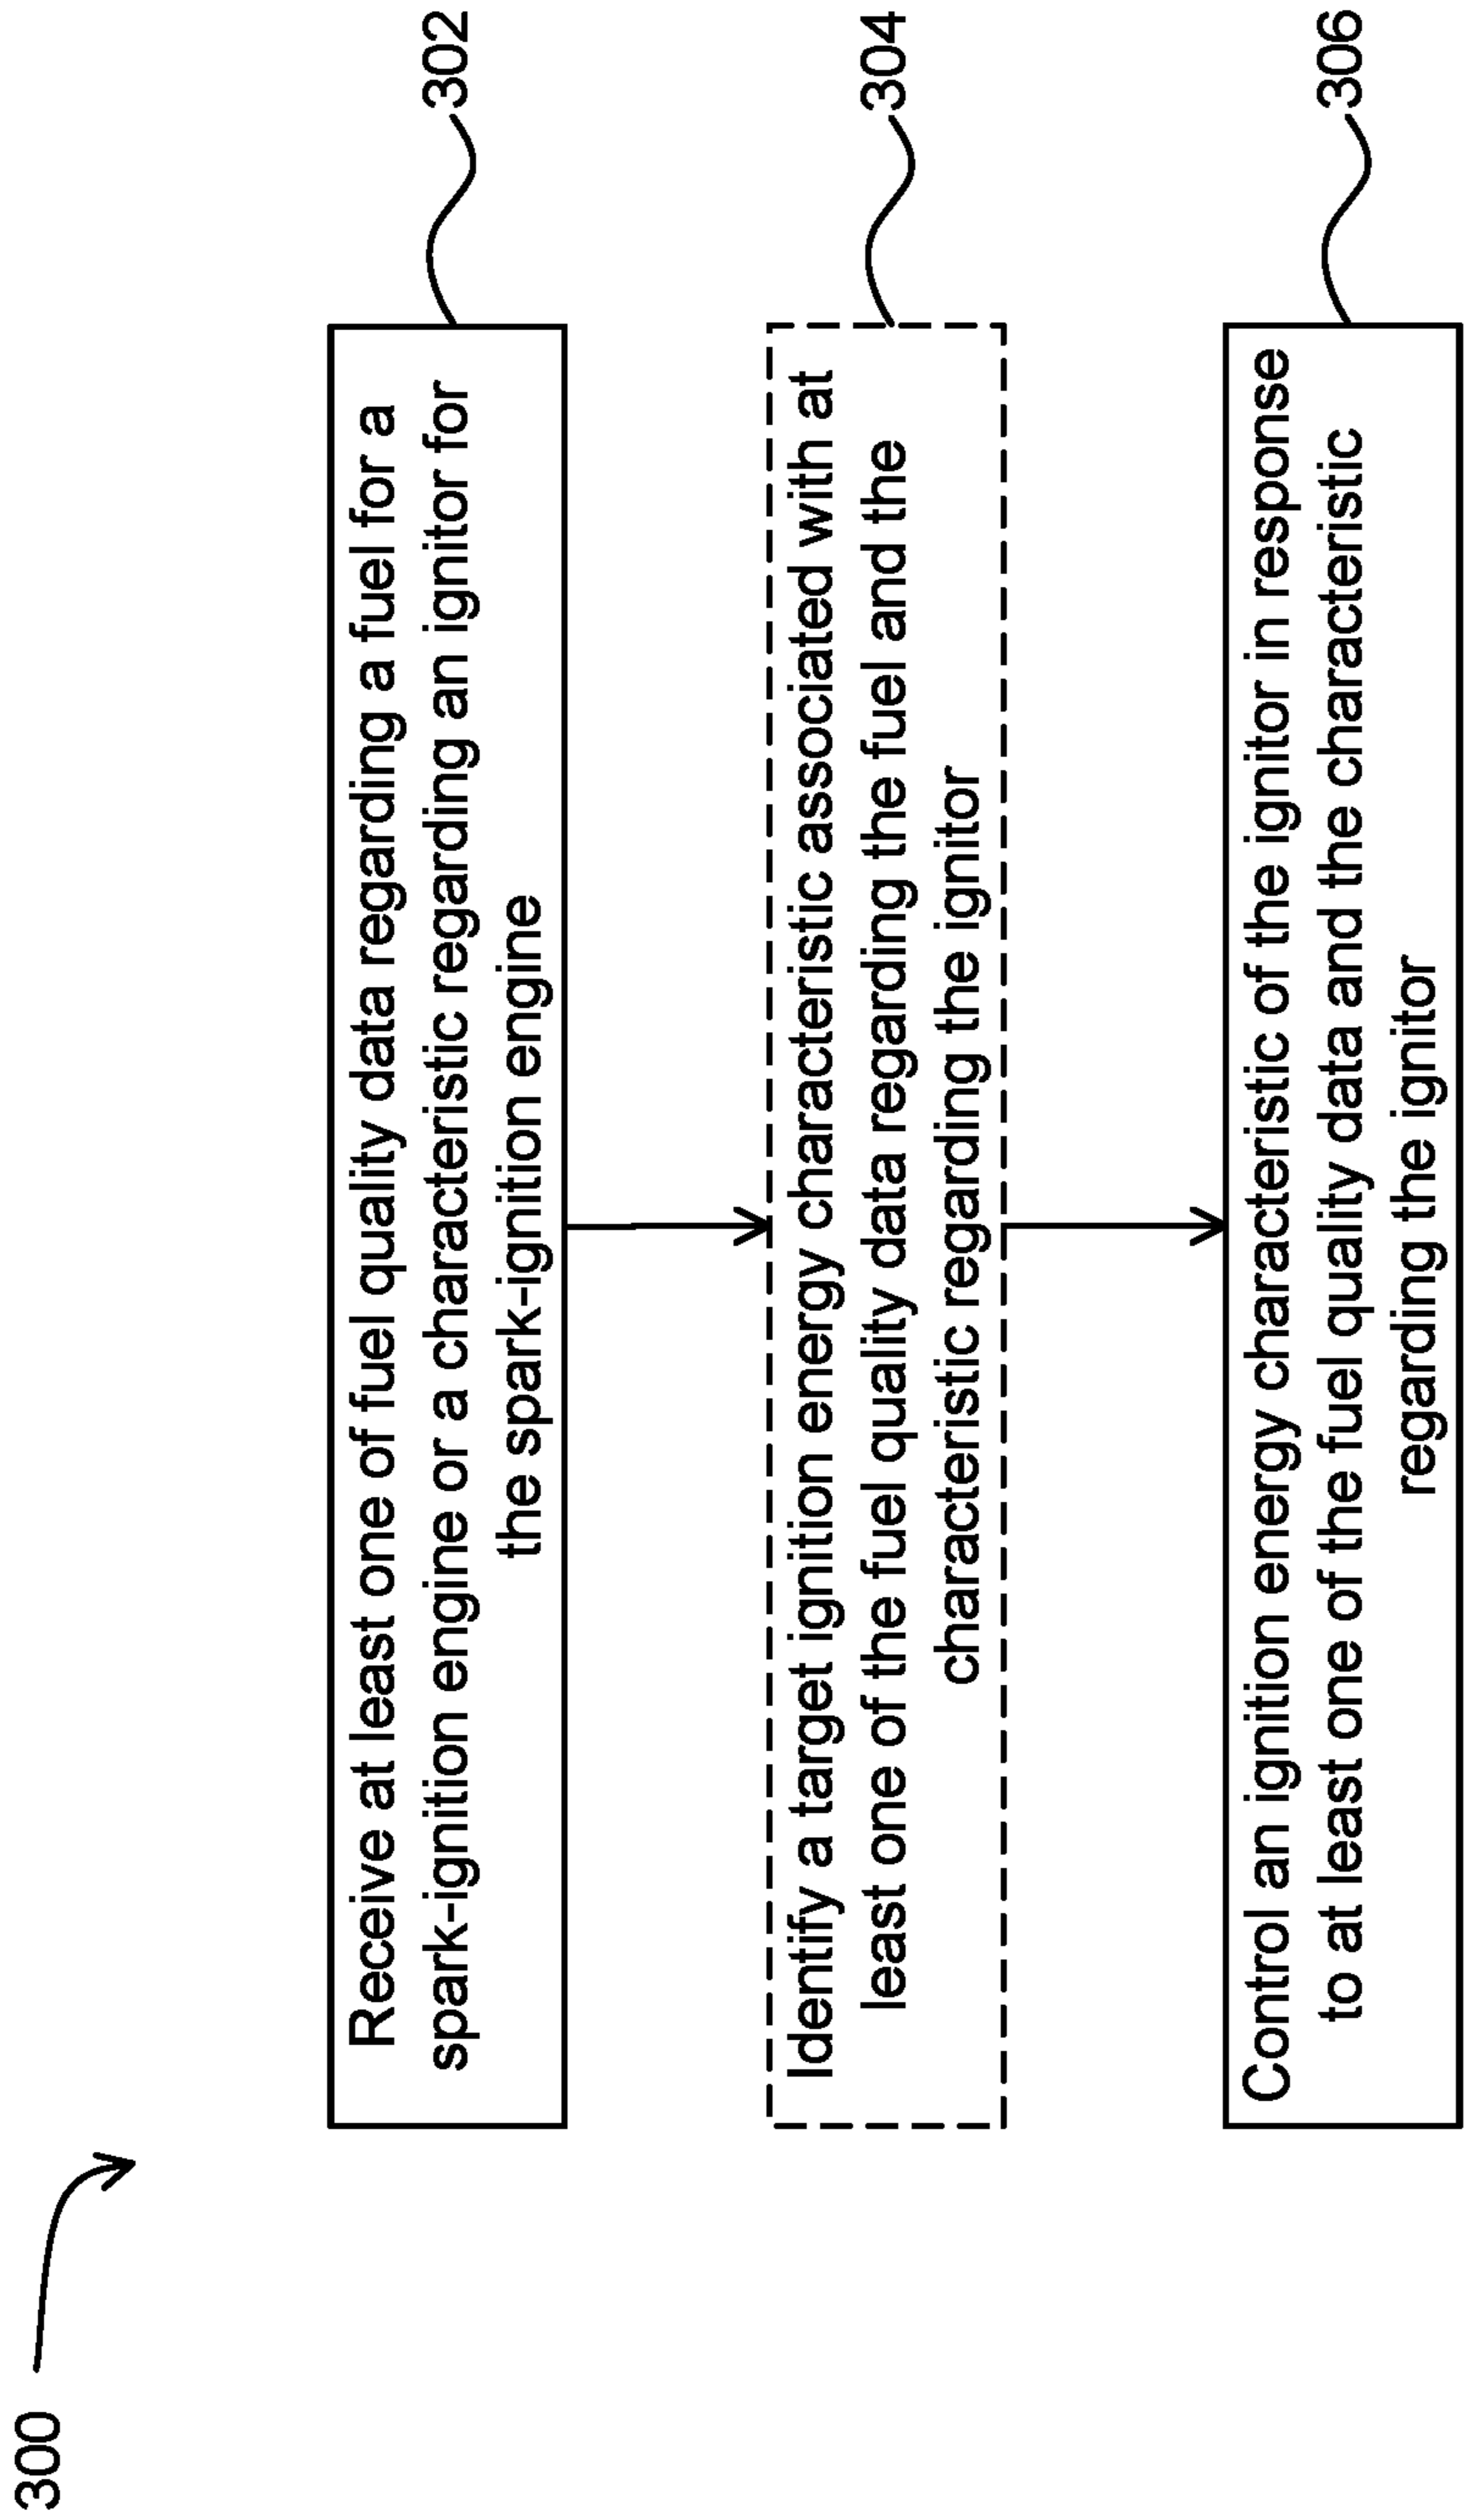 300
Receive at least one of fuel quality data regarding a fuel for a
spark-ignition engine or a characteristic regarding an ignitor for
the spark-ignition engine
302
Identify a target ignition energy characteristic associated with at
least one of the fuel quality data regarding the fuel and the
characteristic regarding the ignitor
304
Control an ignition energy characteristic of the ignitor in response
to at least one of the fuel quality data and the characteristic
regarding the ignitor
306